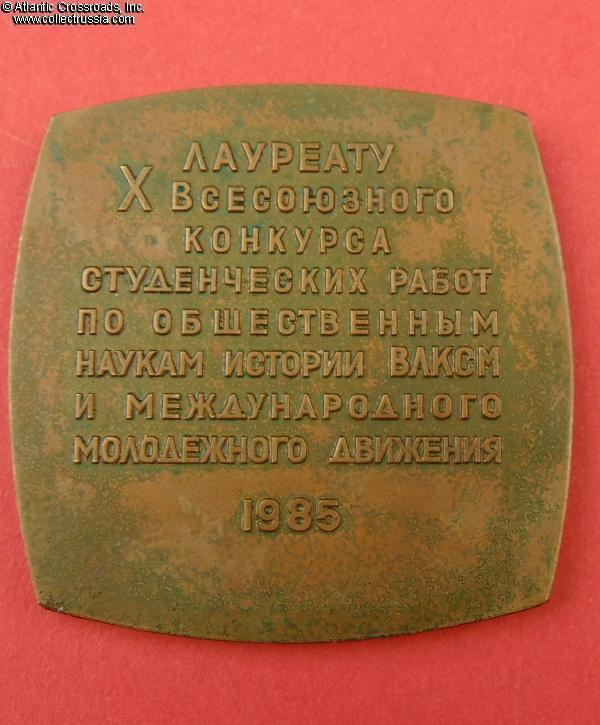 © Atlantic Crossroads, Inc.
www.collectrussia.com
ЛАУРЕАТУ
X ВСЕСОЮЗНОГО
КОНКУРСА
СТУДЕНЧЕСКИХ РАБОТ
ПО ОБЩЕСТВЕННЫМ
НАУКАМ ИСТОРИИ ВЛКСМ
И МЕЖДУНАРОДНОГО
МОЛОДЕЖНОГО ДВИЖЕНИЯ
1985